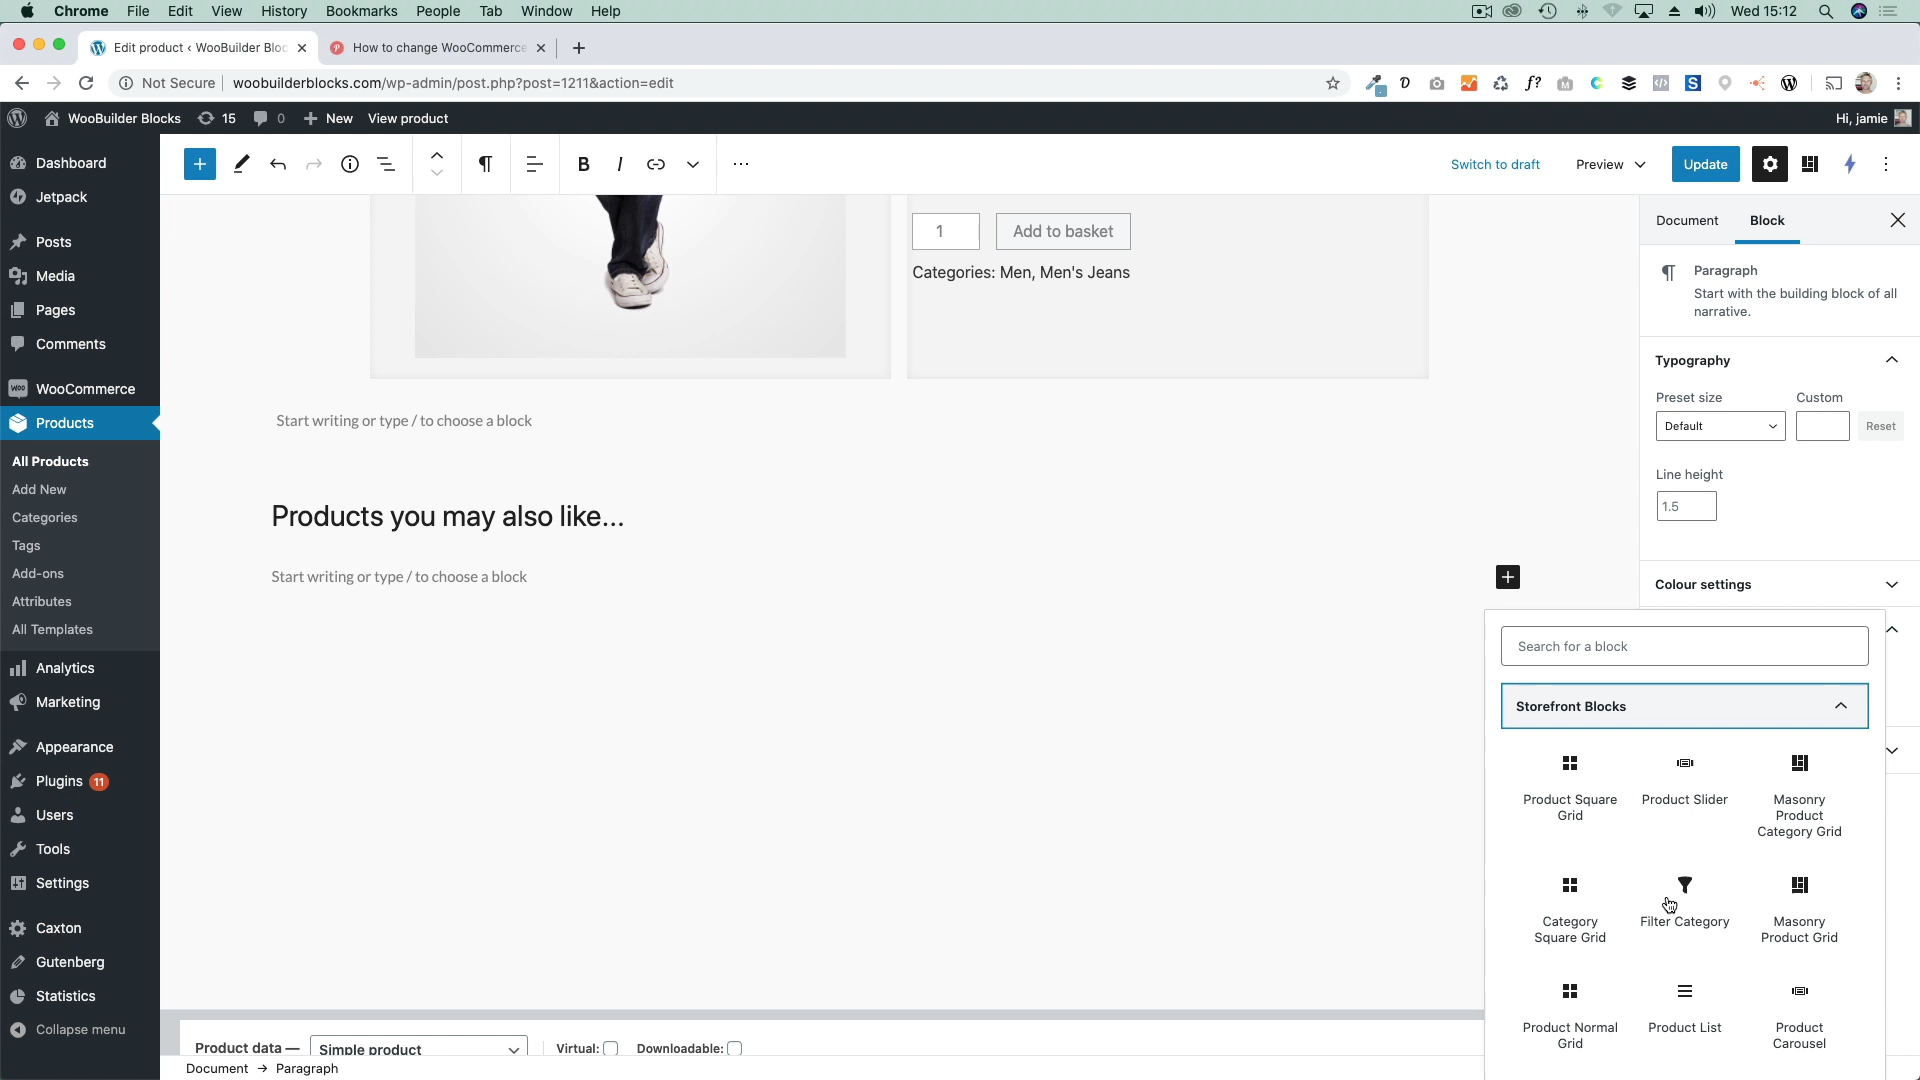 Chrome File Edit View History Bookmarks People Tab Window Help Wed 15:12
Edit product ‹ WooBuilder Bloc How to change WooCommerce
Not Secure woobuilderblocks.com/wp-admin/post.php?post=1211&action=edit
WooBuilder Blocks 15 0 New View product Hi, jamie
Switch to draft Preview Update
Dashboard
Jetpack
Posts
Media
Pages
Comments
WooCommerce
Products
All Products
Add New
Categories
Tags
Add-ons
Attributes
All Templates
Analytics
Marketing
Appearance
Plugins 11
Users
Tools
Settings
Caxton
Gutenberg
Statistics
Collapse menu
1 Add to basket
Categories: Men, Men's Jeans
Start writing or type / to choose a block
Products you may also like...
Start writing or type / to choose a block
Product data — Simple product Virtual: Downloadable:
Document → Paragraph
Document Block
Paragraph
Start with the building block of all
narrative.
Typography
Preset size Custom
Default Reset
Line height
1.5
Colour settings
Search for a block
Storefront Blocks
Product Square
Grid
Product Slider
Masonry
Product
Category Grid
Category
Square Grid
Filter Category
Masonry
Product Grid
Product Normal
Grid
Product List
Product
Carousel